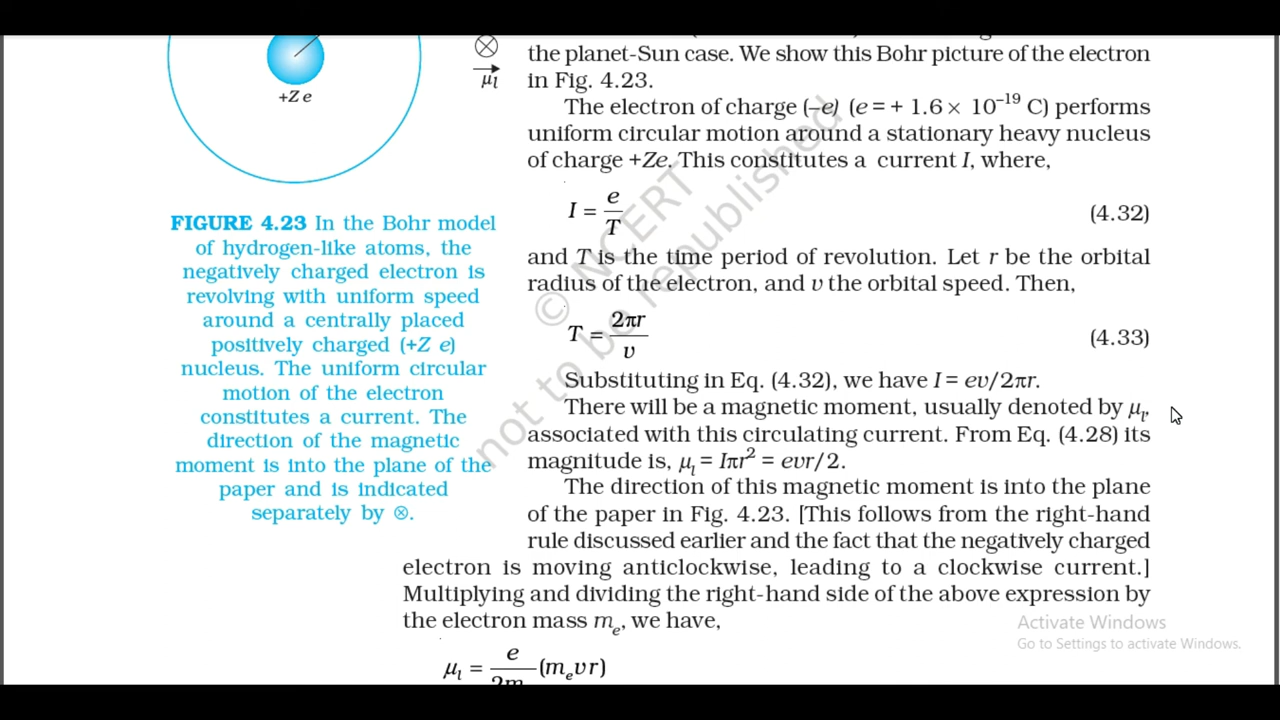 the planet-Sun case. We show this Bohr picture of the electron
in Fig. 4.23.
⊗
μₗ
+Z e
The electron of charge (–e) (e = + 1.6 × 10⁻¹⁹ C) performs
uniform circular motion around a stationary heavy nucleus
of charge +Ze. This constitutes a current I, where,
I = e/T (4.32)
and T is the time period of revolution. Let r be the orbital
radius of the electron, and v the orbital speed. Then,
T = 2πr/v (4.33)
Substituting in Eq. (4.32), we have I = ev/2πr.
There will be a magnetic moment, usually denoted by μₗ,
associated with this circulating current. From Eq. (4.28) its
magnitude is, μₗ = Iπr² = evr/2.
The direction of this magnetic moment is into the plane
of the paper in Fig. 4.23. [This follows from the right-hand
rule discussed earlier and the fact that the negatively charged
electron is moving anticlockwise, leading to a clockwise current.]
Multiplying and dividing the right-hand side of the above expression by
the electron mass mₑ, we have,
μₗ = e/2m (mₑvr)
FIGURE 4.23 In the Bohr model
of hydrogen-like atoms, the
negatively charged electron is
revolving with uniform speed
around a centrally placed
positively charged (+Z e)
nucleus. The uniform circular
motion of the electron
constitutes a current. The
direction of the magnetic
moment is into the plane of the
paper and is indicated
separately by ⊗.
© NCERT
not to be republished
Activate Windows
Go to Settings to activate Windows.